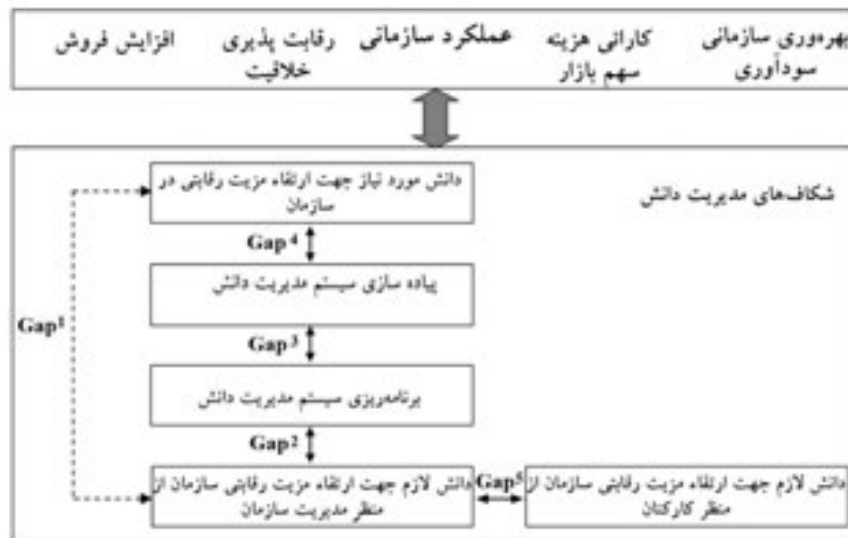 بهره‌وری سازمانی
سودآوری
کارائی هزینه
سهم بازار
عملکرد سازمانی
رقابت پذیری
خلاقیت
افزایش فروش
شکاف‌های مدیریت دانش
دانش مورد نیاز جهت ارتقاء مزیت رقابتی در
سازمان
Gap⁴
پیاده سازی سیستم مدیریت دانش
Gap¹
Gap³
برنامه‌ریزی سیستم مدیریت دانش
Gap²
دانش لازم جهت ارتقاء مزیت رقابتی سازمان از
منظر مدیریت سازمان
Gap⁵
دانش لازم جهت ارتقاء مزیت رقابتی سازمان از
منظر کارکنان